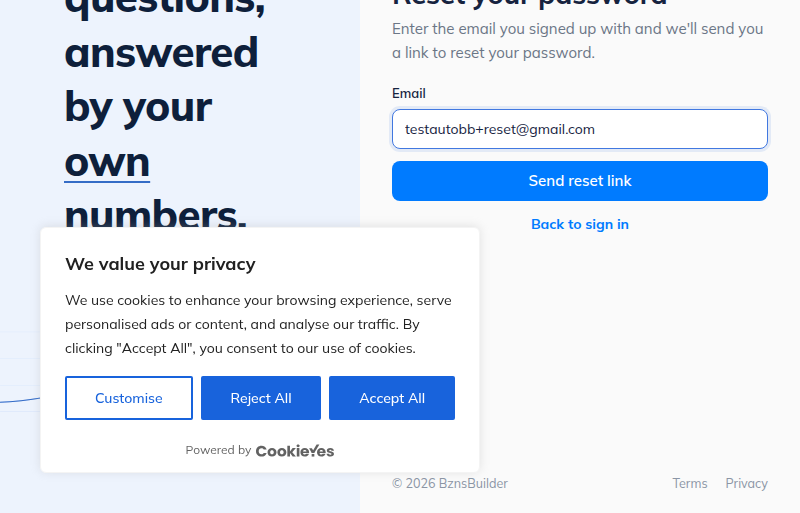 questions,
answered
by your
own
numbers.
Reset your password
Enter the email you signed up with and we'll send you
a link to reset your password.
Email
testautobb+reset@gmail.com
Send reset link
Back to sign in
We value your privacy
We use cookies to enhance your browsing experience, serve
personalised ads or content, and analyse our traffic. By
clicking "Accept All", you consent to our use of cookies.
Customise
Reject All
Accept All
Powered by CookieYes
© 2026 BznsBuilder
Terms
Privacy